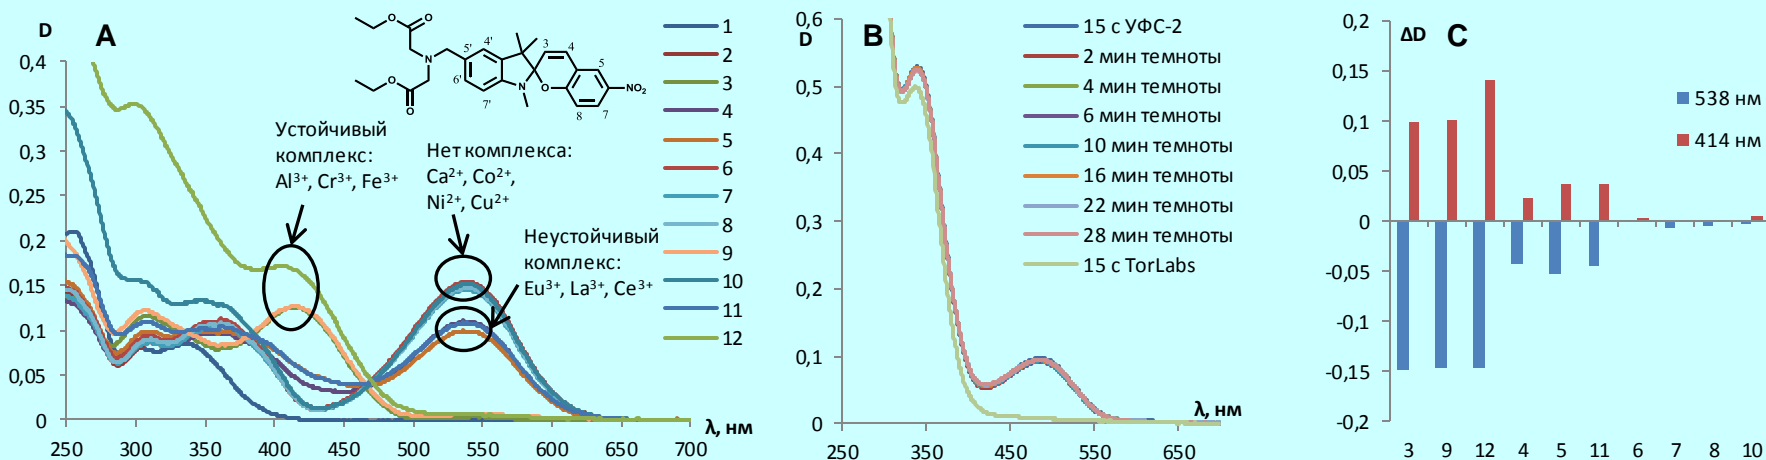 D
A
0,4
0,35
0,3
0,25
0,2
0,15
0,1
0,05
0
250
300
350
400
450
500
550
600
650
700
λ, нм
O
O
N
O
O
5'
4'
6'
7'
N
O
3
4
5
7
8
NO₂
Устойчивый
комплекс:
Al³⁺, Cr³⁺, Fe³⁺
Нет комплекса:
Ca²⁺, Co²⁺,
Ni²⁺, Cu²⁺
Неустойчивый
комплекс:
Eu³⁺, La³⁺, Ce³⁺
1
2
3
4
5
6
7
8
9
10
11
12
0,6
D
B
0,5
0,4
0,3
0,2
0,1
0
250
350
450
550
650
λ, нм
15 с УФС-2
2 мин темноты
4 мин темноты
6 мин темноты
10 мин темноты
16 мин темноты
22 мин темноты
28 мин темноты
15 с TorLabs
0,2
ΔD
C
0,15
0,1
0,05
0
-0,05
-0,1
-0,15
-0,2
538 нм
414 нм
3 9 12 4 5 11 6 7 8 10